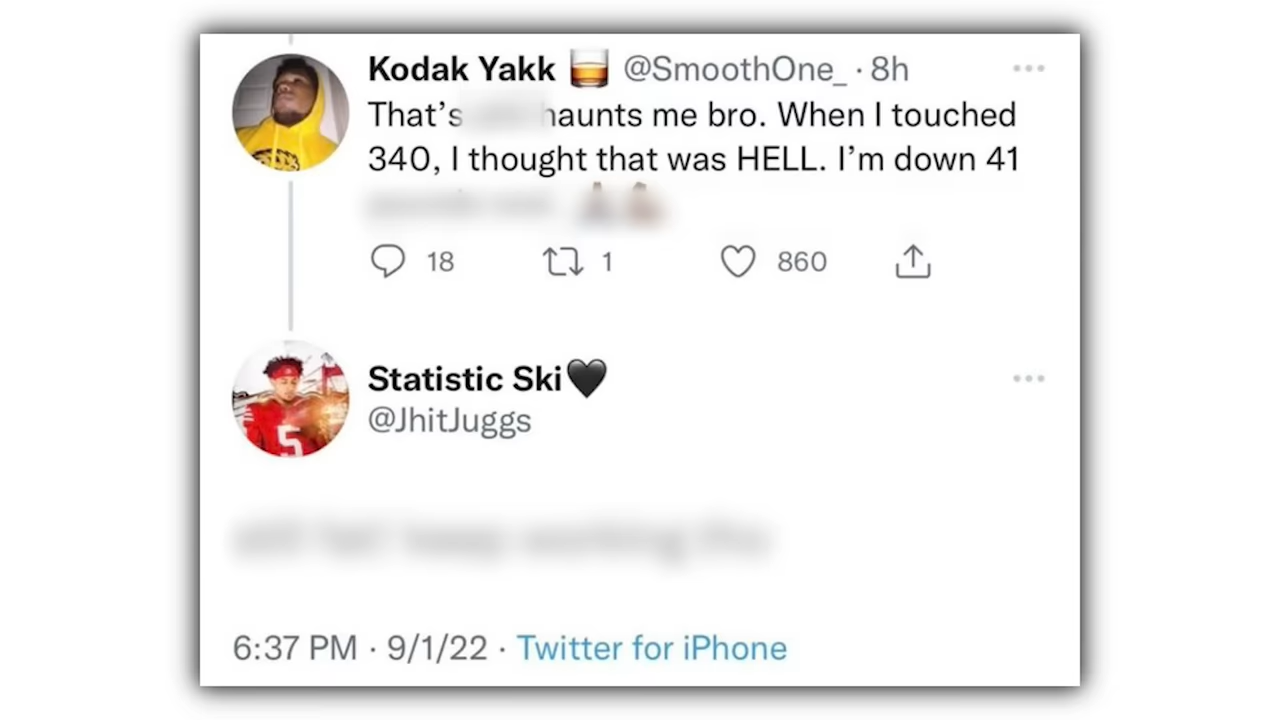 Kodak Yakk 🥃 @SmoothOne_ · 8h
That's haunts me bro. When I touched
340, I thought that was HELL. I'm down 41
18 1 860
Statistic Ski🖤
@JhitJuggs
5
6:37 PM · 9/1/22 · Twitter for iPhone